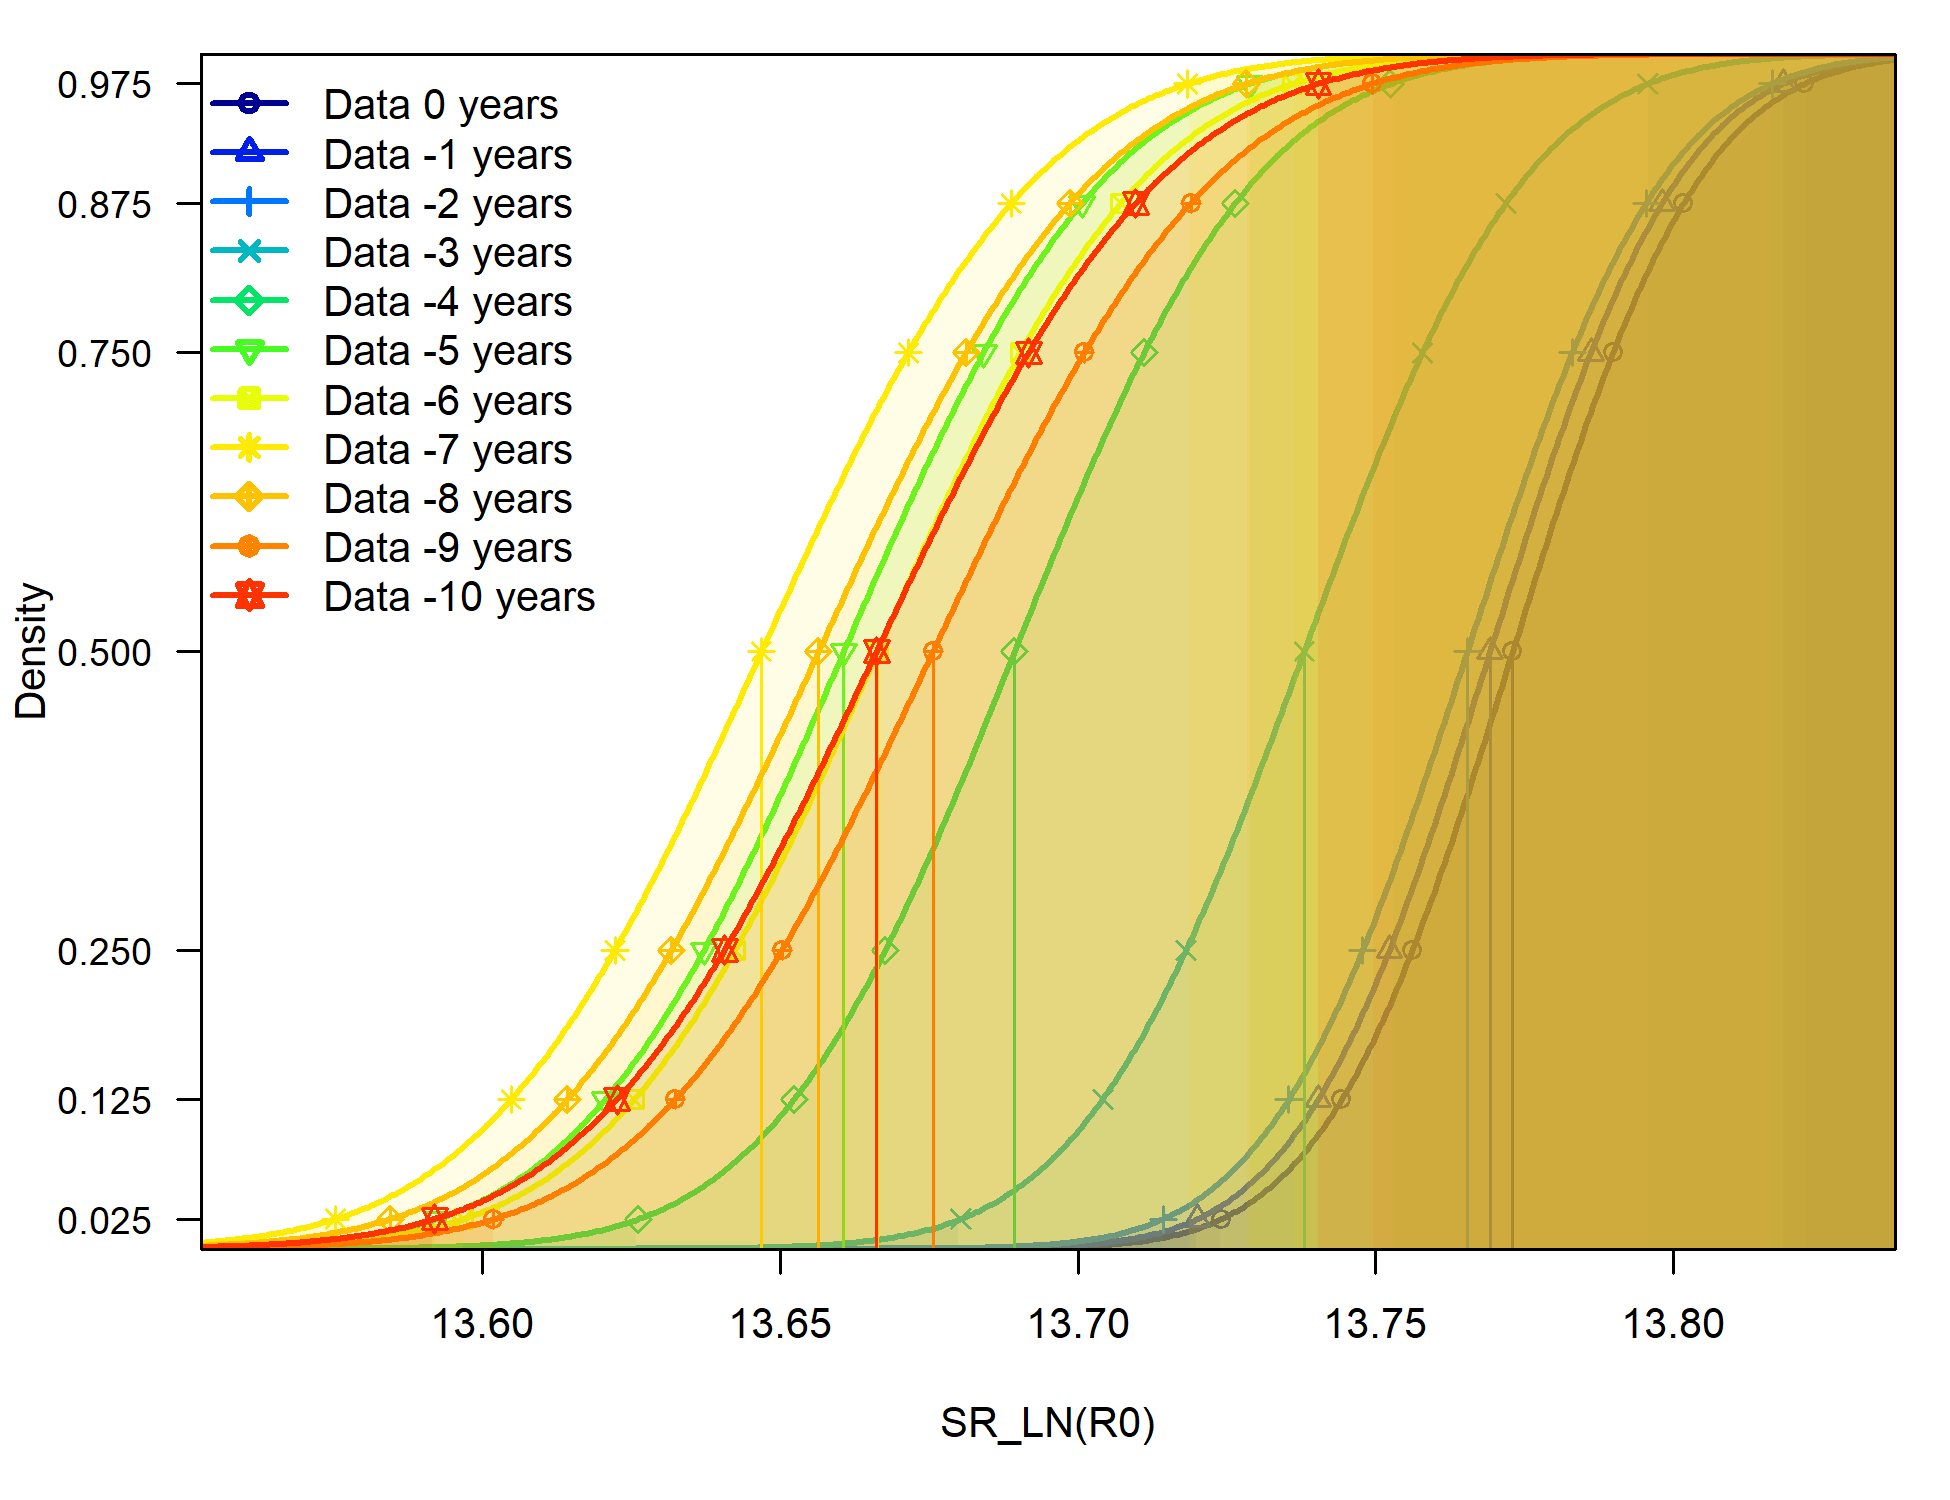 0.975
0.875
0.750
0.500
0.250
0.125
0.025
Density
Data 0 years
Data -1 years
Data -2 years
Data -3 years
Data -4 years
Data -5 years
Data -6 years
Data -7 years
Data -8 years
Data -9 years
Data -10 years
13.60 13.65 13.70 13.75 13.80
SR_LN(R0)